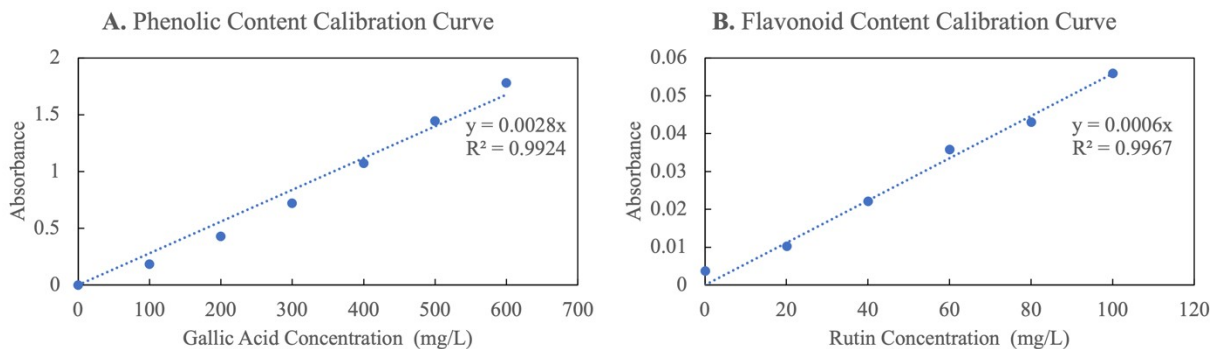 A. Phenolic Content Calibration Curve
2
1.5
1
0.5
0
Absorbance
y = 0.0028x
R² = 0.9924
0 100 200 300 400 500 600 700
Gallic Acid Concentration (mg/L)
B. Flavonoid Content Calibration Curve
0.06
0.05
0.04
0.03
0.02
0.01
0
Absorbance
y = 0.0006x
R² = 0.9967
0 20 40 60 80 100 120
Rutin Concentration (mg/L)